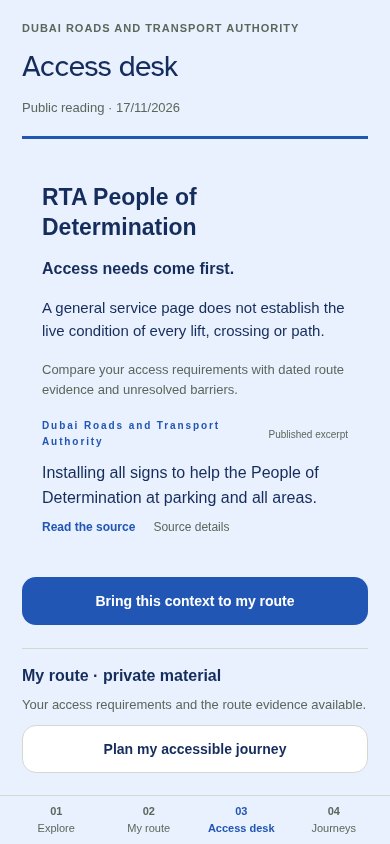 DUBAI ROADS AND TRANSPORT AUTHORITY
Access desk
Public reading · 17/11/2026
RTA People of
Determination
Access needs come first.
A general service page does not establish the
live condition of every lift, crossing or path.
Compare your access requirements with dated route
evidence and unresolved barriers.
Dubai Roads and Transport
Authority
Published excerpt
Installing all signs to help the People of
Determination at parking and all areas.
Read the source Source details
Bring this context to my route
My route · private material
Your access requirements and the route evidence available.
Plan my accessible journey
01 02 03 04
Explore My route Access desk Journeys